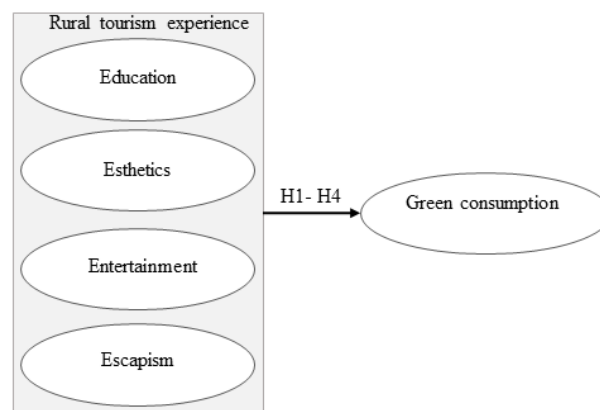 Rural tourism experience
Education
Esthetics
H1- H4
Green consumption
Entertainment
Escapism